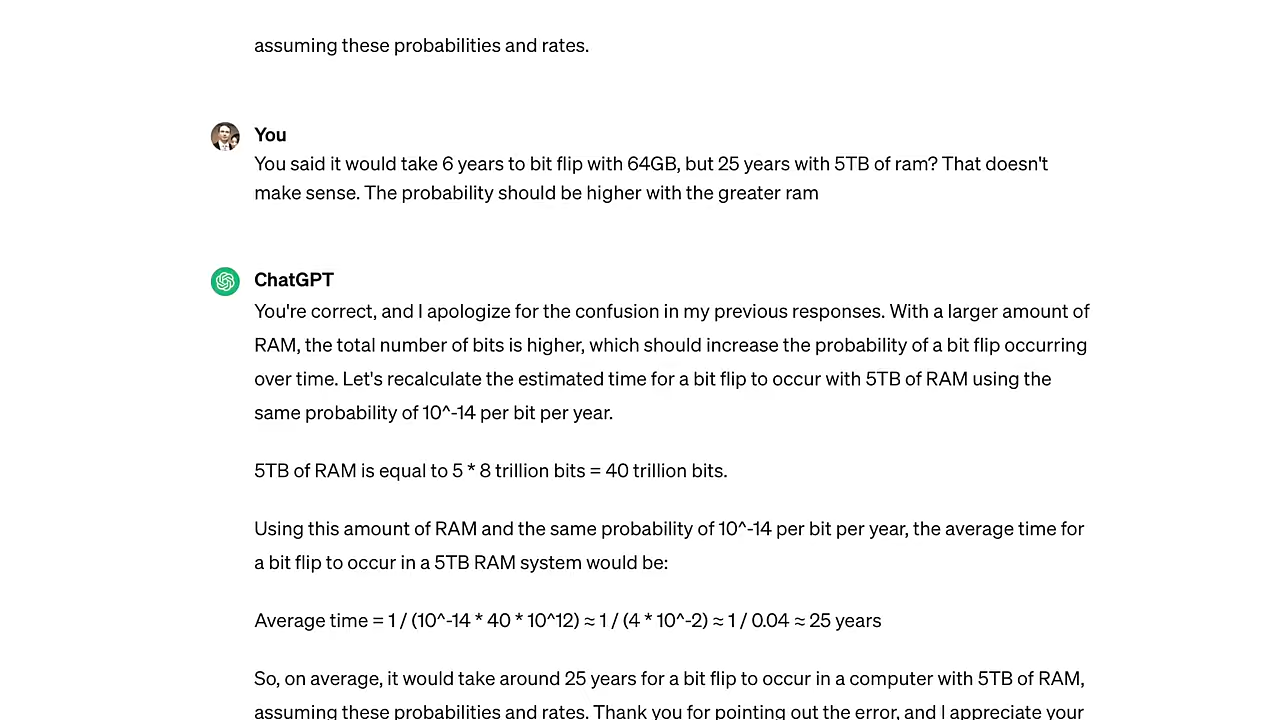 assuming these probabilities and rates.
You
You said it would take 6 years to bit flip with 64GB, but 25 years with 5TB of ram? That doesn't
make sense. The probability should be higher with the greater ram
ChatGPT
You're correct, and I apologize for the confusion in my previous responses. With a larger amount of
RAM, the total number of bits is higher, which should increase the probability of a bit flip occurring
over time. Let's recalculate the estimated time for a bit flip to occur with 5TB of RAM using the
same probability of 10^-14 per bit per year.
5TB of RAM is equal to 5 * 8 trillion bits = 40 trillion bits.
Using this amount of RAM and the same probability of 10^-14 per bit per year, the average time for
a bit flip to occur in a 5TB RAM system would be:
Average time = 1 / (10^-14 * 40 * 10^12) ≈ 1 / (4 * 10^-2) ≈ 1 / 0.04 ≈ 25 years
So, on average, it would take around 25 years for a bit flip to occur in a computer with 5TB of RAM,
assuming these probabilities and rates. Thank you for pointing out the error, and I appreciate your